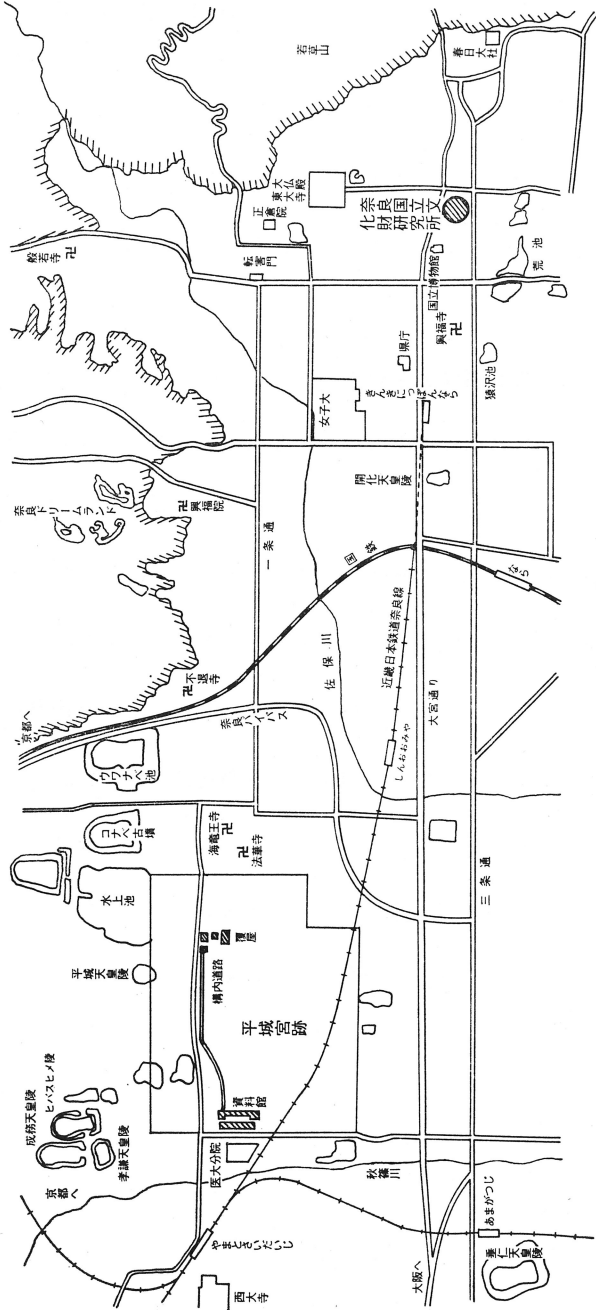 若草山
春日大社
大仏殿
東大寺
正倉院
奈良国立文
化財研究所
転害門
般若寺
国立博物館
荒池
興福寺
県庁
猿沢池
女子大
きんきにっぽんなら
開化天皇陵
奈良ドリームランド
興福院
一条通
国鉄
なら
佐保川
近畿日本鉄道奈良線
大宮通り
不退寺
京都へ
奈良バイパス
ウワナベ池
しんおおみや
コナベ古墳
海竜王寺
法華寺
三条通
水上池
覆屋
平城天皇陵
構内道路
平城宮跡
資料館
成務天皇陵
ヒバスヒメ陵
孝謙天皇陵
医大分院
秋篠川
京都へ
やまとさいだいじ
あまがつじ
西大寺
大阪へ
垂仁天皇陵